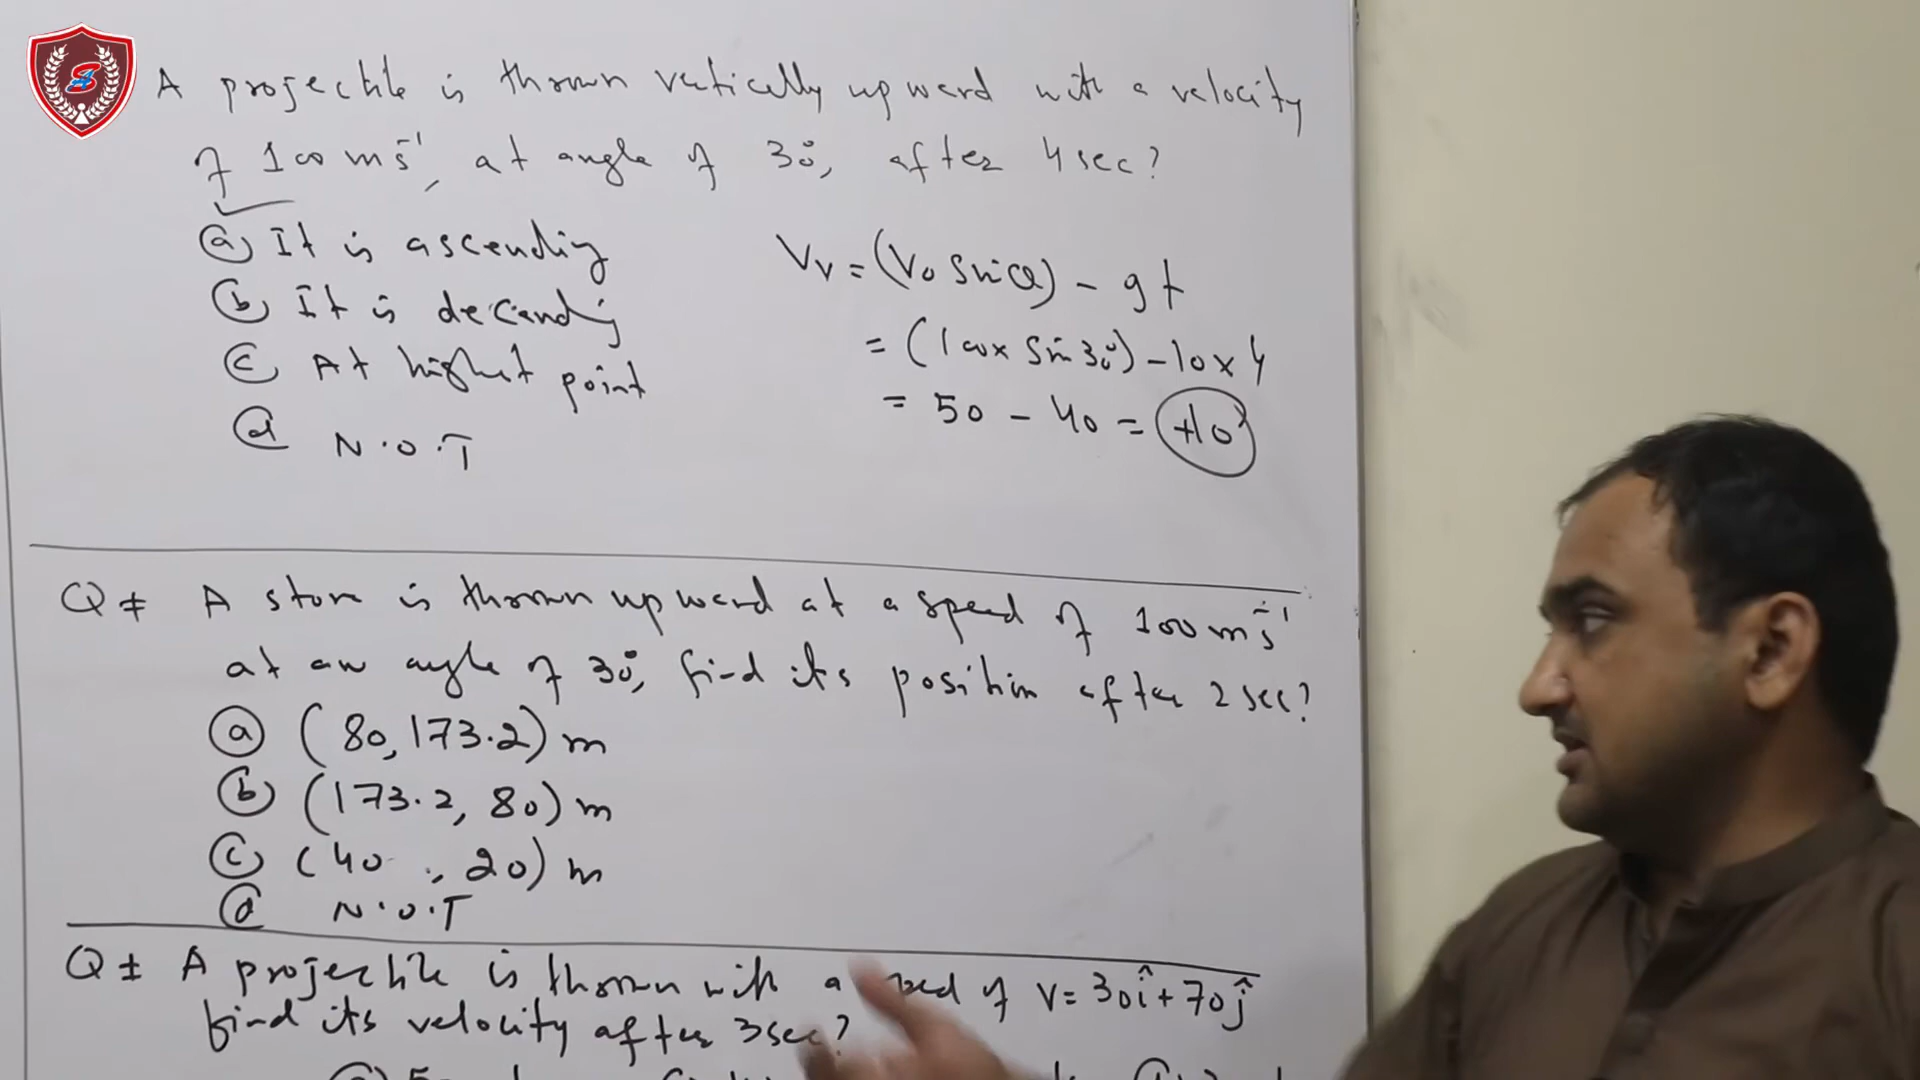 A projectile is thrown vertically upward with a velocity
of 100 ms⁻¹, at angle of 30°, after 4 sec?
ⓐ It is ascending
ⓑ It is decending
ⓒ At highest point
ⓓ N.O.T
Vv = (V₀ sin θ) - gt
= (100 x sin 30°) - 10 x 4
= 50 - 40 = +10
Q≠ A stone is thrown upward at a speed of 100 ms⁻¹
at an angle of 30°, find its position after 2 sec?
ⓐ (80, 173.2) m
ⓑ (173.2, 80) m
ⓒ (40, 20) m
ⓓ N.O.T
Q≠ A projectile is thrown with a of V = 30î + 70ĵ
find its velocity after 3 sec?